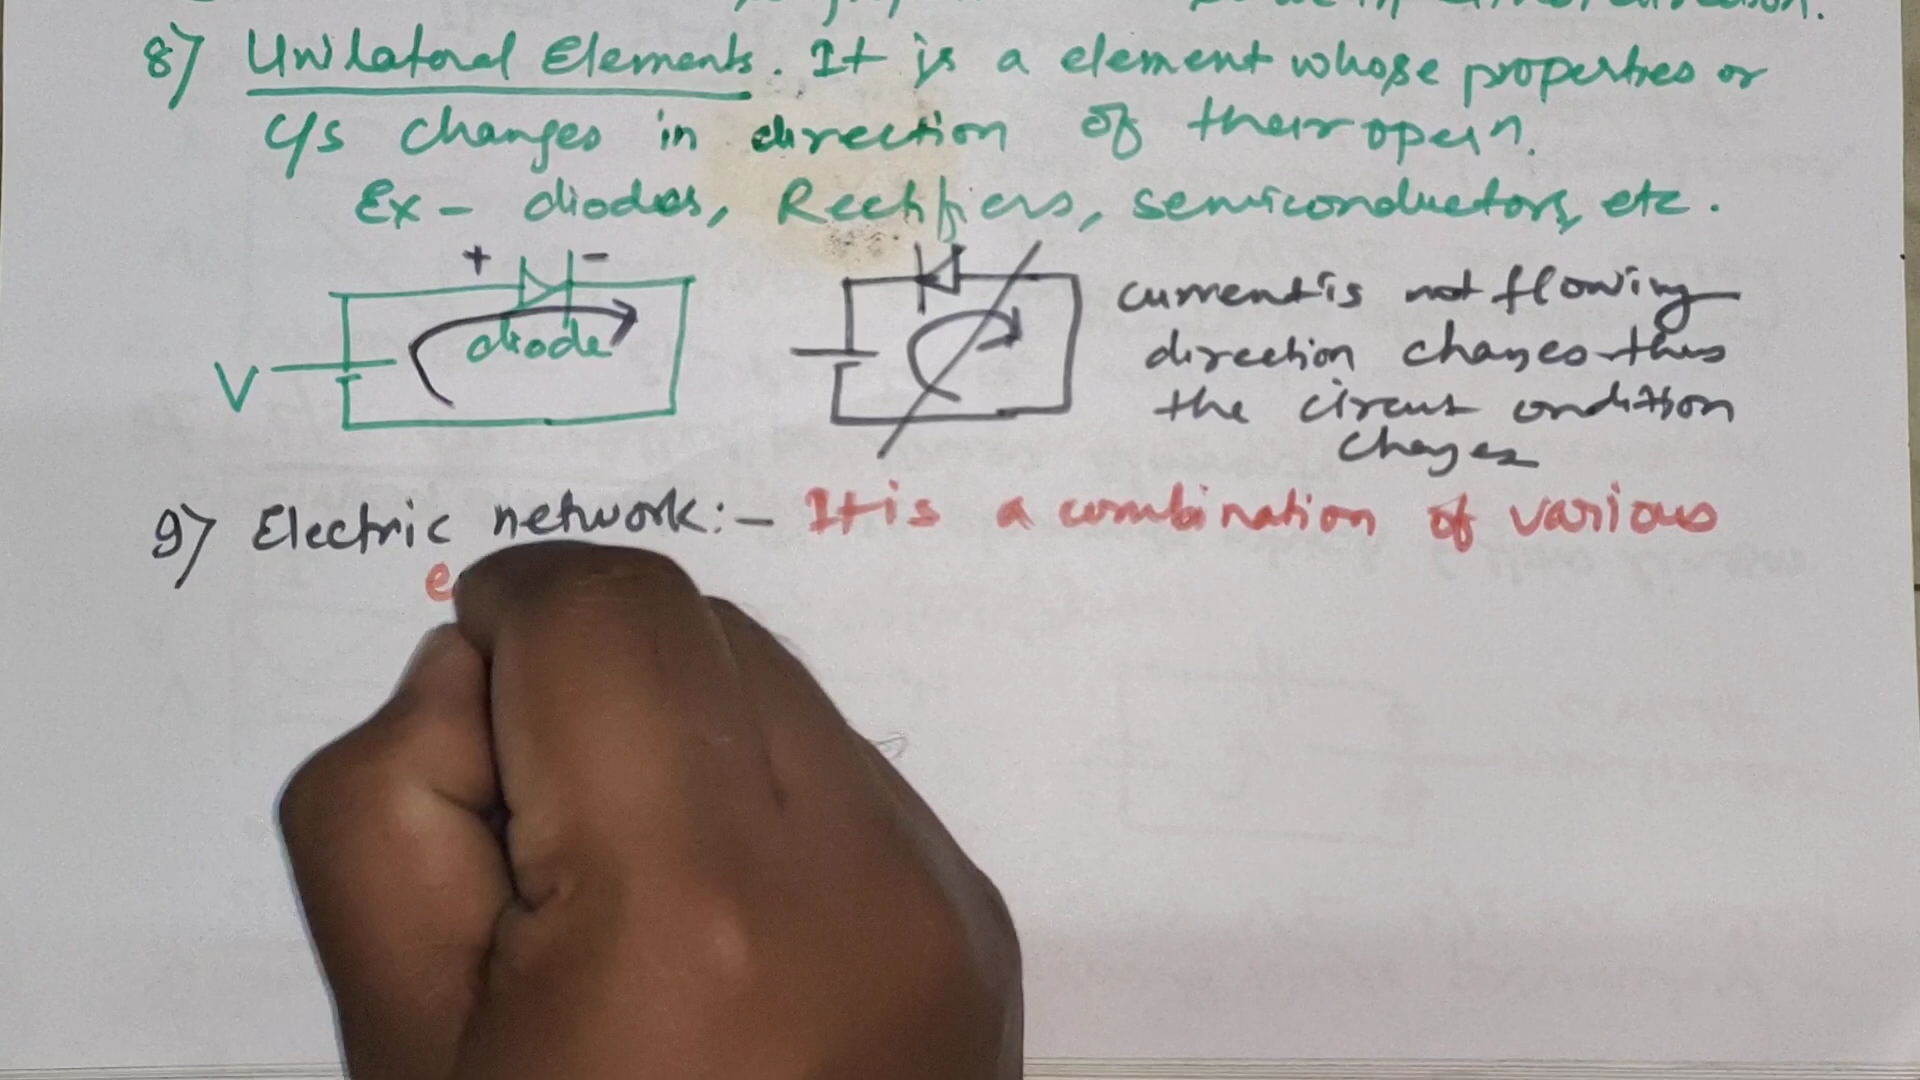 direction.
8) Unilatoral Elements. It is a element whose properties or
C/s changes in direction of their opern.
Ex - diodes, Rectifiers, semiconductors, etc.
+ -
diode
V
current is not flowing
direction changes thus
the circuit condition
Changes
9) Electric network:- It is a combination of various
e